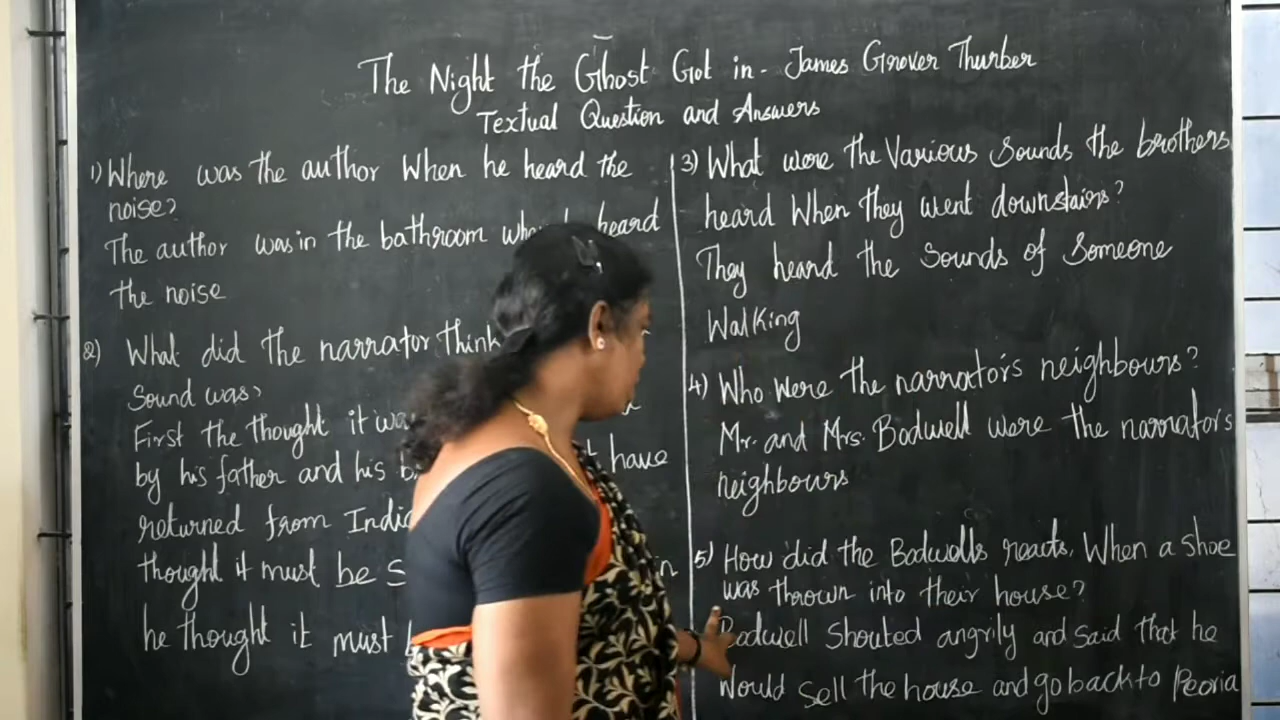 The Night the Ghost Got in - James Grover Thurber
Textual Question and Answers
1) Where was the author When he heard the
noise?
The author was in the bathroom heard
the noise
2) What did the narrator think
Sound was,
First the thought it was
by his father and his have
returned from
thought it must be
he thought it must
3) What were the Various Sounds the brothers
heard When they went downstairs?
They heard the Sounds of Someone
Walking
4) Who were the narrator's neighbours?
Mr. and Mrs. Bodwell were the narrator's
neighbours
5) How did the Bodwells reacts, When a Shoe
was thrown into their house?
Bodwell Shouted angrily and said that he
Would sell the house and go back to Peoria